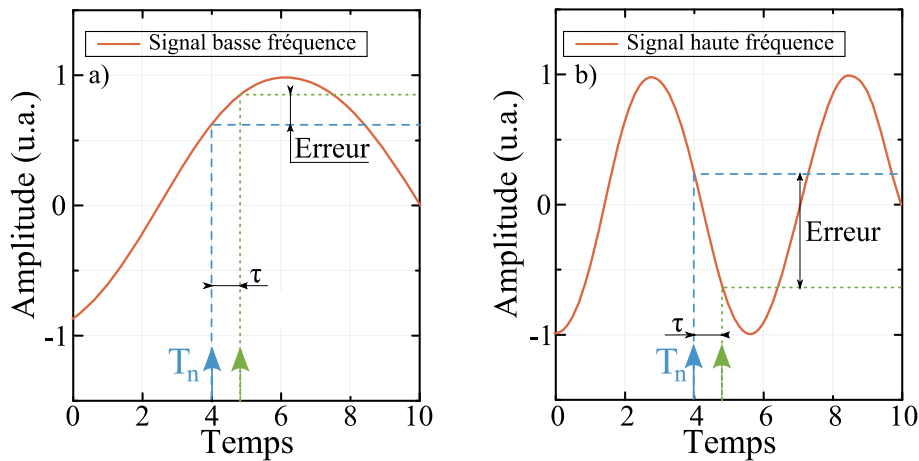 Signal basse fréquence
a)
1
0
-1
Amplitude (u.a.)
Erreur
τ
Tn
0 2 4 6 8 10
Temps
Signal haute fréquence
b)
1
0
-1
Amplitude (u.a.)
Erreur
τ
Tn
0 2 4 6 8 10
Temps